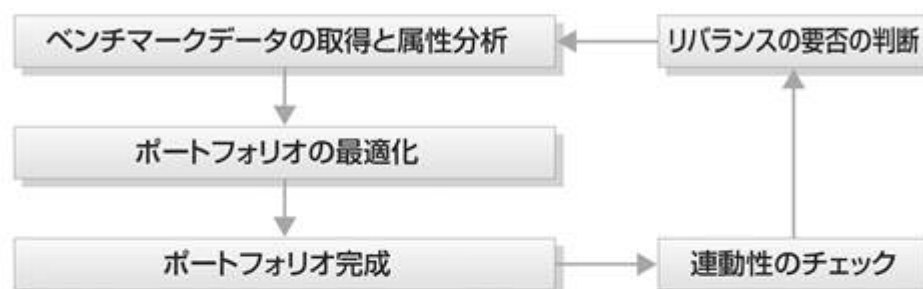 ベンチマークデータの取得と属性分析
リバランスの要否の判断
ポートフォリオの最適化
ポートフォリオ完成
連動性のチェック